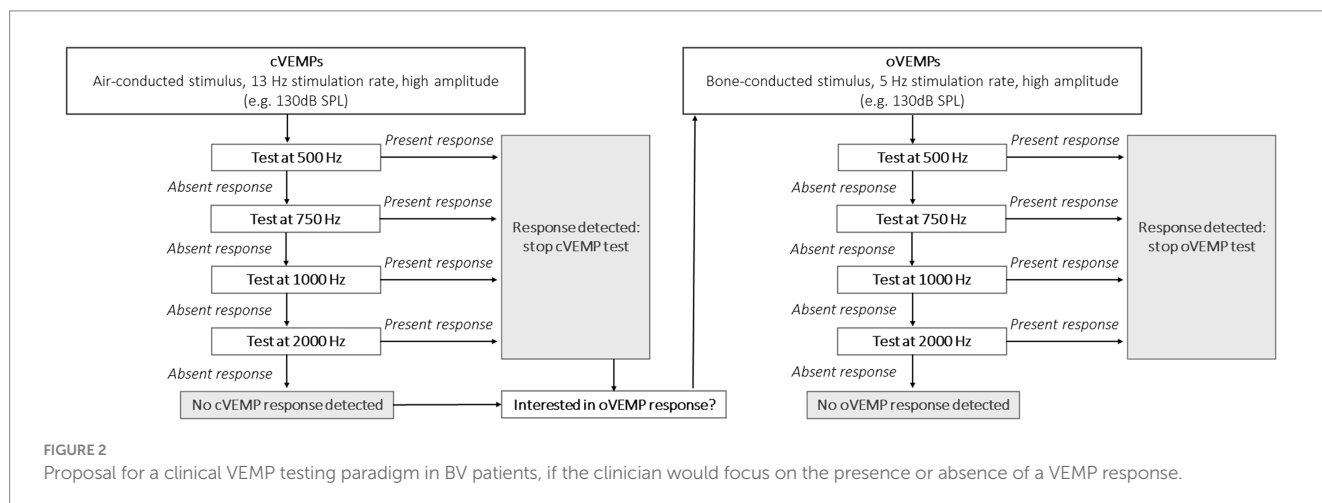 cVEMPs
Air-conducted stimulus, 13 Hz stimulation rate, high amplitude
(e.g. 130dB SPL)
Test at 500 Hz
Present response
Absent response
Test at 750 Hz
Present response
Absent response
Test at 1000 Hz
Present response
Absent response
Test at 2000 Hz
Present response
Absent response
No cVEMP response detected
Response detected:
stop cVEMP test
Interested in oVEMP response?
oVEMPs
Bone-conducted stimulus, 5 Hz stimulation rate, high amplitude
(e.g. 130dB SPL)
Test at 500 Hz
Present response
Absent response
Test at 750 Hz
Present response
Absent response
Test at 1000 Hz
Present response
Absent response
Test at 2000 Hz
Present response
Absent response
No oVEMP response detected
Response detected:
stop oVEMP test
FIGURE 2
Proposal for a clinical VEMP testing paradigm in BV patients, if the clinician would focus on the presence or absence of a VEMP response.